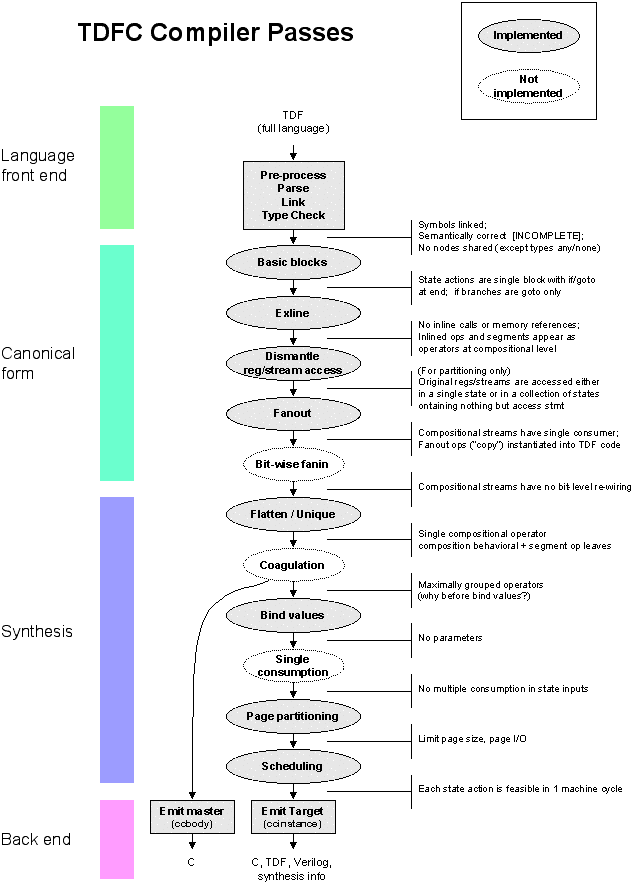 TDFC Compiler Passes
Implemented
Not
implemented
TDF
(full language)
Language
front end
Pre-process
Parse
Link
Type Check
Symbols linked;
Semantically correct [INCOMPLETE];
No nodes shared (except types any/none)
Basic blocks
State actions are single block with if/goto
at end; if branches are goto only
Exline
No inline calls or memory references;
Inlined ops and segments appear as
operators at compositional level
Canonical
form
Dismantle
reg/stream access
(For partitioning only)
Original regs/streams are accessed either
in a single state or in a collection of states
ontaining nothing but access stmt
Fanout
Compositional streams have single consumer;
Fanout ops ("copy") instantiated into TDF code
Bit-wise fanin
Compositional streams have no bit-level re-wiring
Flatten / Unique
Single compositional operator
composition behavioral + segment op leaves
Coagulation
Maximally grouped operators
(why before bind values?)
Synthesis
Bind values
No parameters
Single
consumption
No multiple consumption in state inputs
Page partitioning
Limit page size, page I/O
Scheduling
Each state action is feasible in 1 machine cycle
Back end
Emit master
(ccbody)
Emit Target
(ccinstance)
C
C, TDF, Verilog,
synthesis info